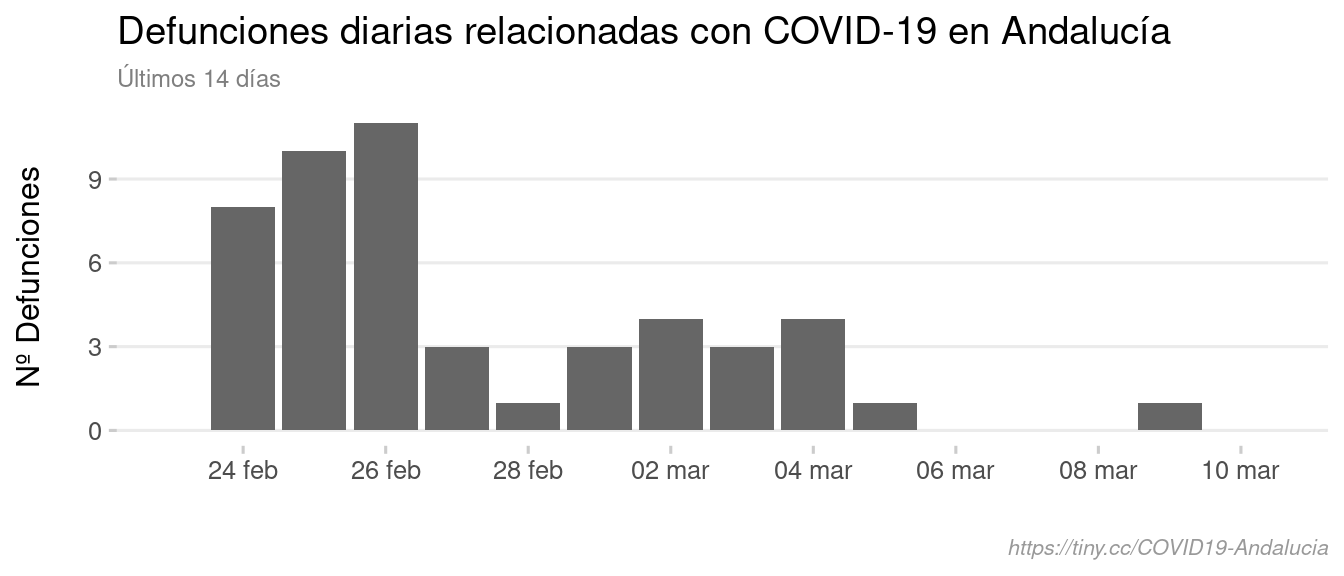 Defunciones diarias relacionadas con COVID-19 en Andalucía
Últimos 14 días
Nº Defunciones
9
6
3
0
24 feb 26 feb 28 feb 02 mar 04 mar 06 mar 08 mar 10 mar
https://tiny.cc/COVID19-Andalucia